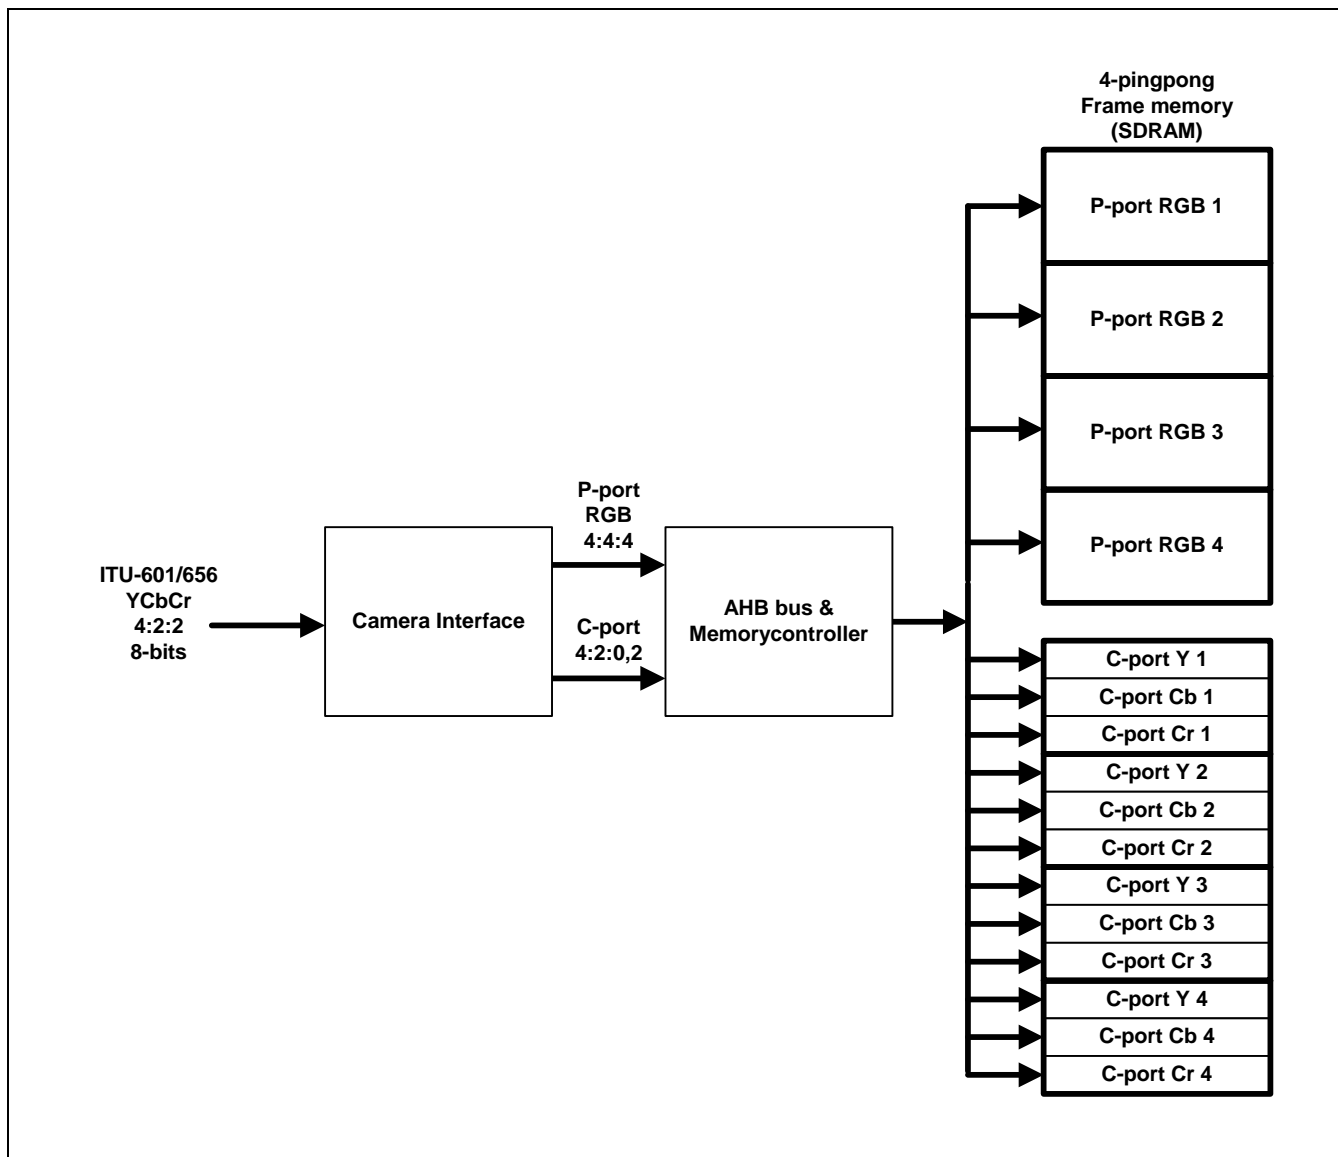 4-pingpong
Frame memory
(SDRAM)
P-port RGB 1
P-port RGB 2
P-port RGB 3
P-port RGB 4
ITU-601/656
YCbCr
4:2:2
8-bits
Camera Interface
P-port
RGB
4:4:4
C-port
4:2:0,2
AHB bus &
Memorycontroller
C-port Y 1
C-port Cb 1
C-port Cr 1
C-port Y 2
C-port Cb 2
C-port Cr 2
C-port Y 3
C-port Cb 3
C-port Cr 3
C-port Y 4
C-port Cb 4
C-port Cr 4